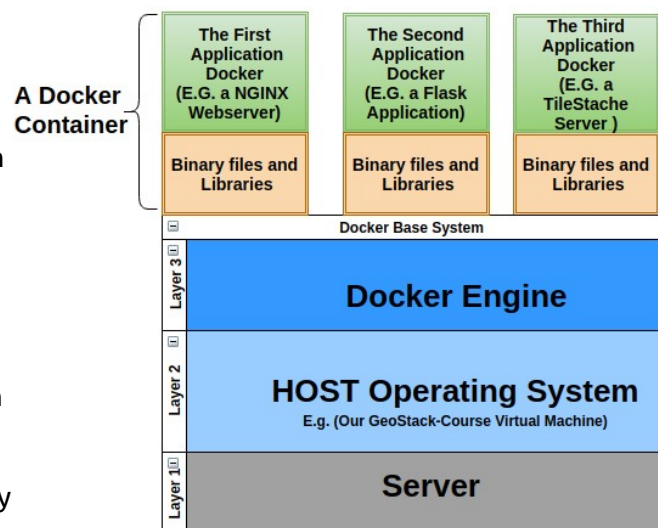 The First
Application
Docker
(E.G. a NGINX
Webserver)
The Second
Application
Docker
(E.G. a Flask
Application)
The Third
Application
Docker
(E.G. a
TileStache
Server )
A Docker
Container
Binary files and
Libraries
Binary files and
Libraries
Binary files and
Libraries
Docker Base System
Layer 3
Docker Engine
Layer 2
HOST Operating System
E.g. (Our GeoStack-Course Virtual Machine)
Layer 1
Server